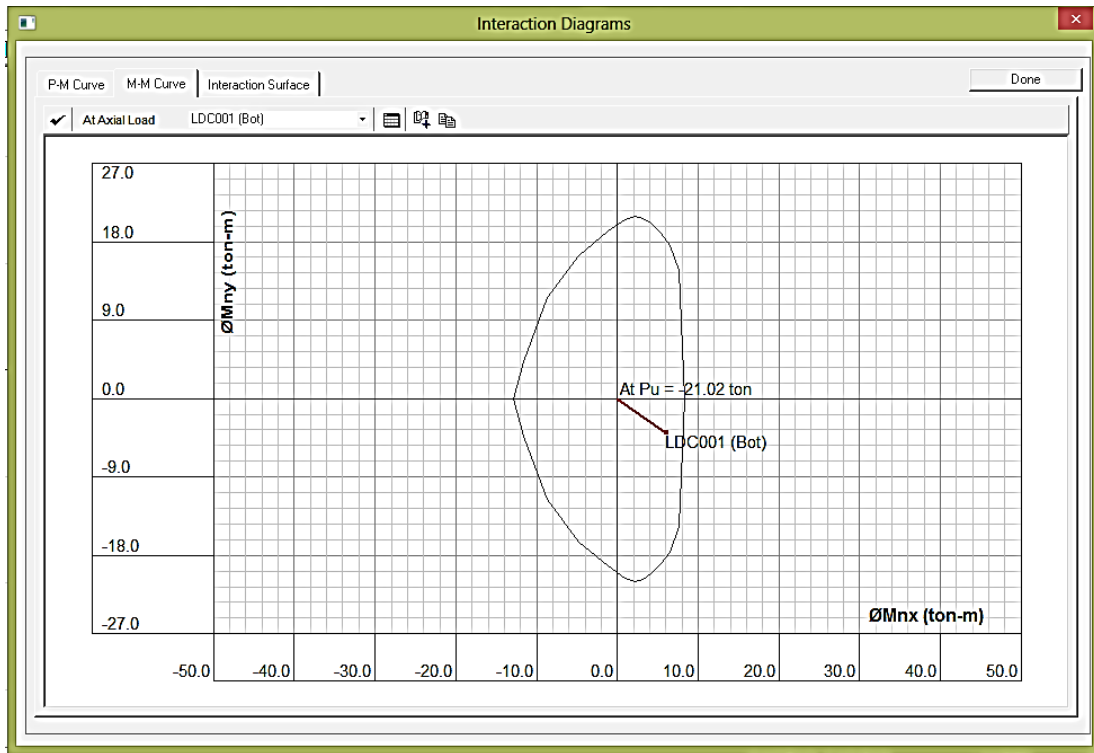 Interaction Diagrams
P-M Curve M-M Curve Interaction Surface Done
At Axial Load LDC001 (Bot)
27.0
18.0
9.0
0.0
-9.0
-18.0
-27.0
ØMny (ton-m)
At Pu = -21.02 ton
LDC001 (Bot)
ØMnx (ton-m)
-50.0 -40.0 -30.0 -20.0 -10.0 0.0 10.0 20.0 30.0 40.0 50.0